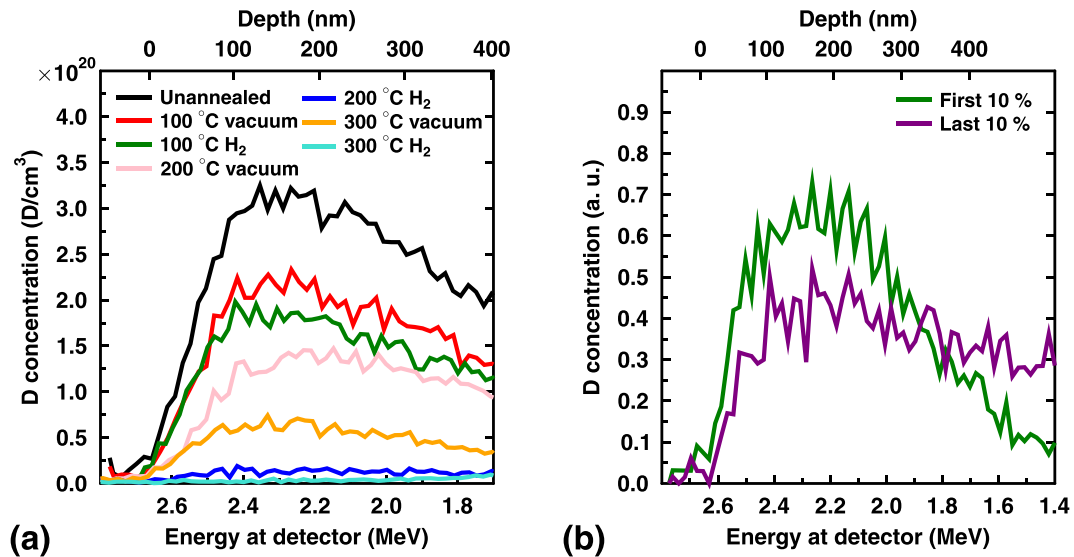 Depth (nm)
0 100 200 300 400
×10²⁰
4.0
3.5
3.0
2.5
2.0
1.5
1.0
0.5
0.0
D concentration (D/cm³)
Unannealed
100 °C vacuum
100 °C H₂
200 °C vacuum
200 °C H₂
300 °C vacuum
300 °C H₂
2.6 2.4 2.2 2.0 1.8
Energy at detector (MeV)
(a)
Depth (nm)
0 100 200 300 400
0.9
0.8
0.7
0.6
0.5
0.4
0.3
0.2
0.1
0.0
D concentration (a. u.)
First 10 %
Last 10 %
2.6 2.4 2.2 2.0 1.8 1.6 1.4
Energy at detector (MeV)
(b)